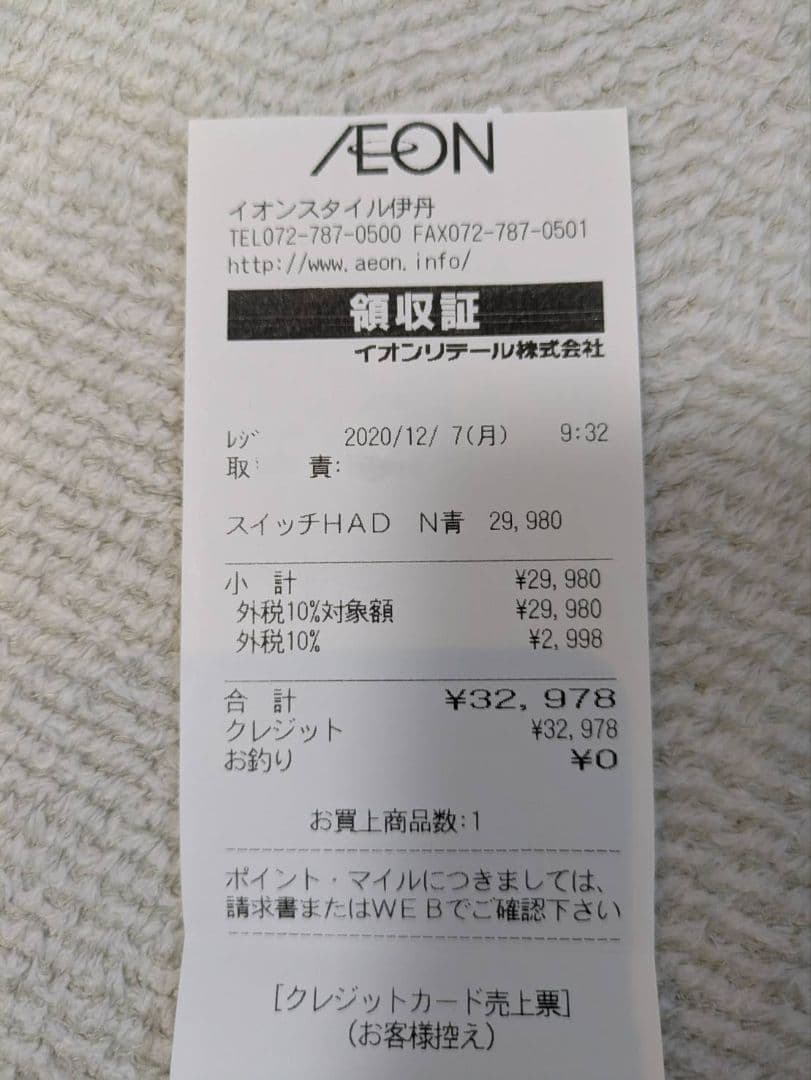 ÆON
イオンスタイル伊丹
TEL072-787-0500 FAX072-787-0501
http://www.aeon.info/
領収証
イオンリテール株式会社
ﾚｼﾞ 2020/12/ 7(月) 9:32
取 責:
スイッチHAD N青 29,980
小 計 ¥29,980
外税10%対象額 ¥29,980
外税10% ¥2,998
合 計 ¥32,978
クレジット ¥32,978
お釣り ¥0
お買上商品数:1
ポイント・マイルにつきましては、
請求書またはWEBでご確認下さい
[クレジットカード売上票]
(お客様控え)